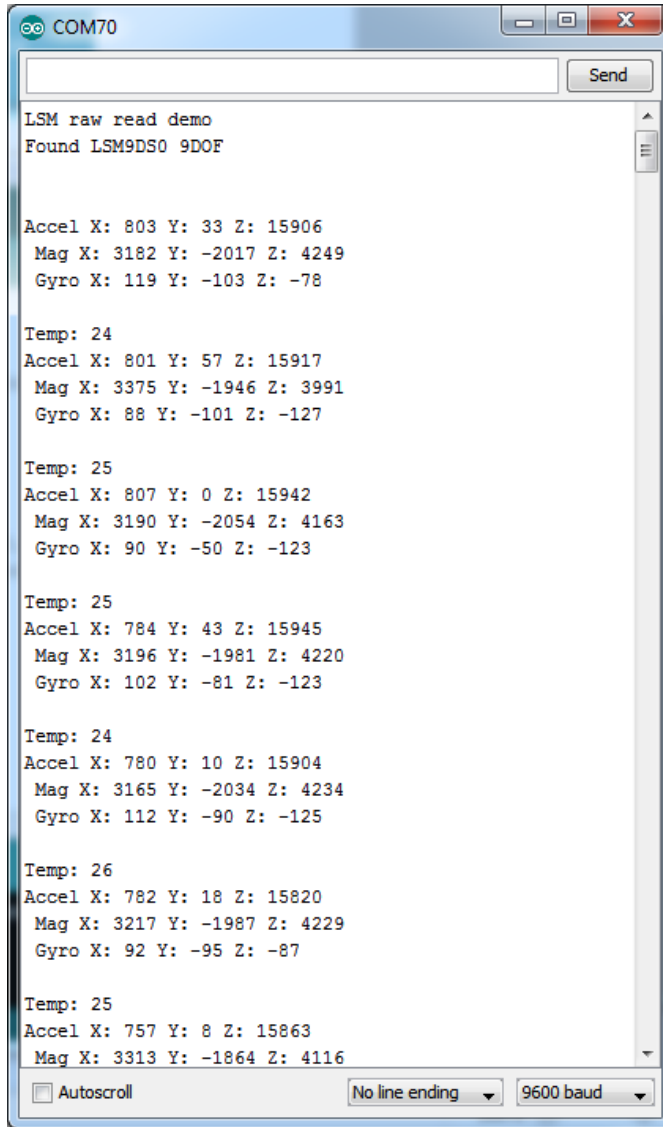 COM70
Send
LSM raw read demo
Found LSM9DS0 9DOF
Accel X: 803 Y: 33 Z: 15906
Mag X: 3182 Y: -2017 Z: 4249
Gyro X: 119 Y: -103 Z: -78
Temp: 24
Accel X: 801 Y: 57 Z: 15917
Mag X: 3375 Y: -1946 Z: 3991
Gyro X: 88 Y: -101 Z: -127
Temp: 25
Accel X: 807 Y: 0 Z: 15942
Mag X: 3190 Y: -2054 Z: 4163
Gyro X: 90 Y: -50 Z: -123
Temp: 25
Accel X: 784 Y: 43 Z: 15945
Mag X: 3196 Y: -1981 Z: 4220
Gyro X: 102 Y: -81 Z: -123
Temp: 24
Accel X: 780 Y: 10 Z: 15904
Mag X: 3165 Y: -2034 Z: 4234
Gyro X: 112 Y: -90 Z: -125
Temp: 26
Accel X: 782 Y: 18 Z: 15820
Mag X: 3217 Y: -1987 Z: 4229
Gyro X: 92 Y: -95 Z: -87
Temp: 25
Accel X: 757 Y: 8 Z: 15863
Mag X: 3313 Y: -1864 Z: 4116
Autoscroll No line ending 9600 baud